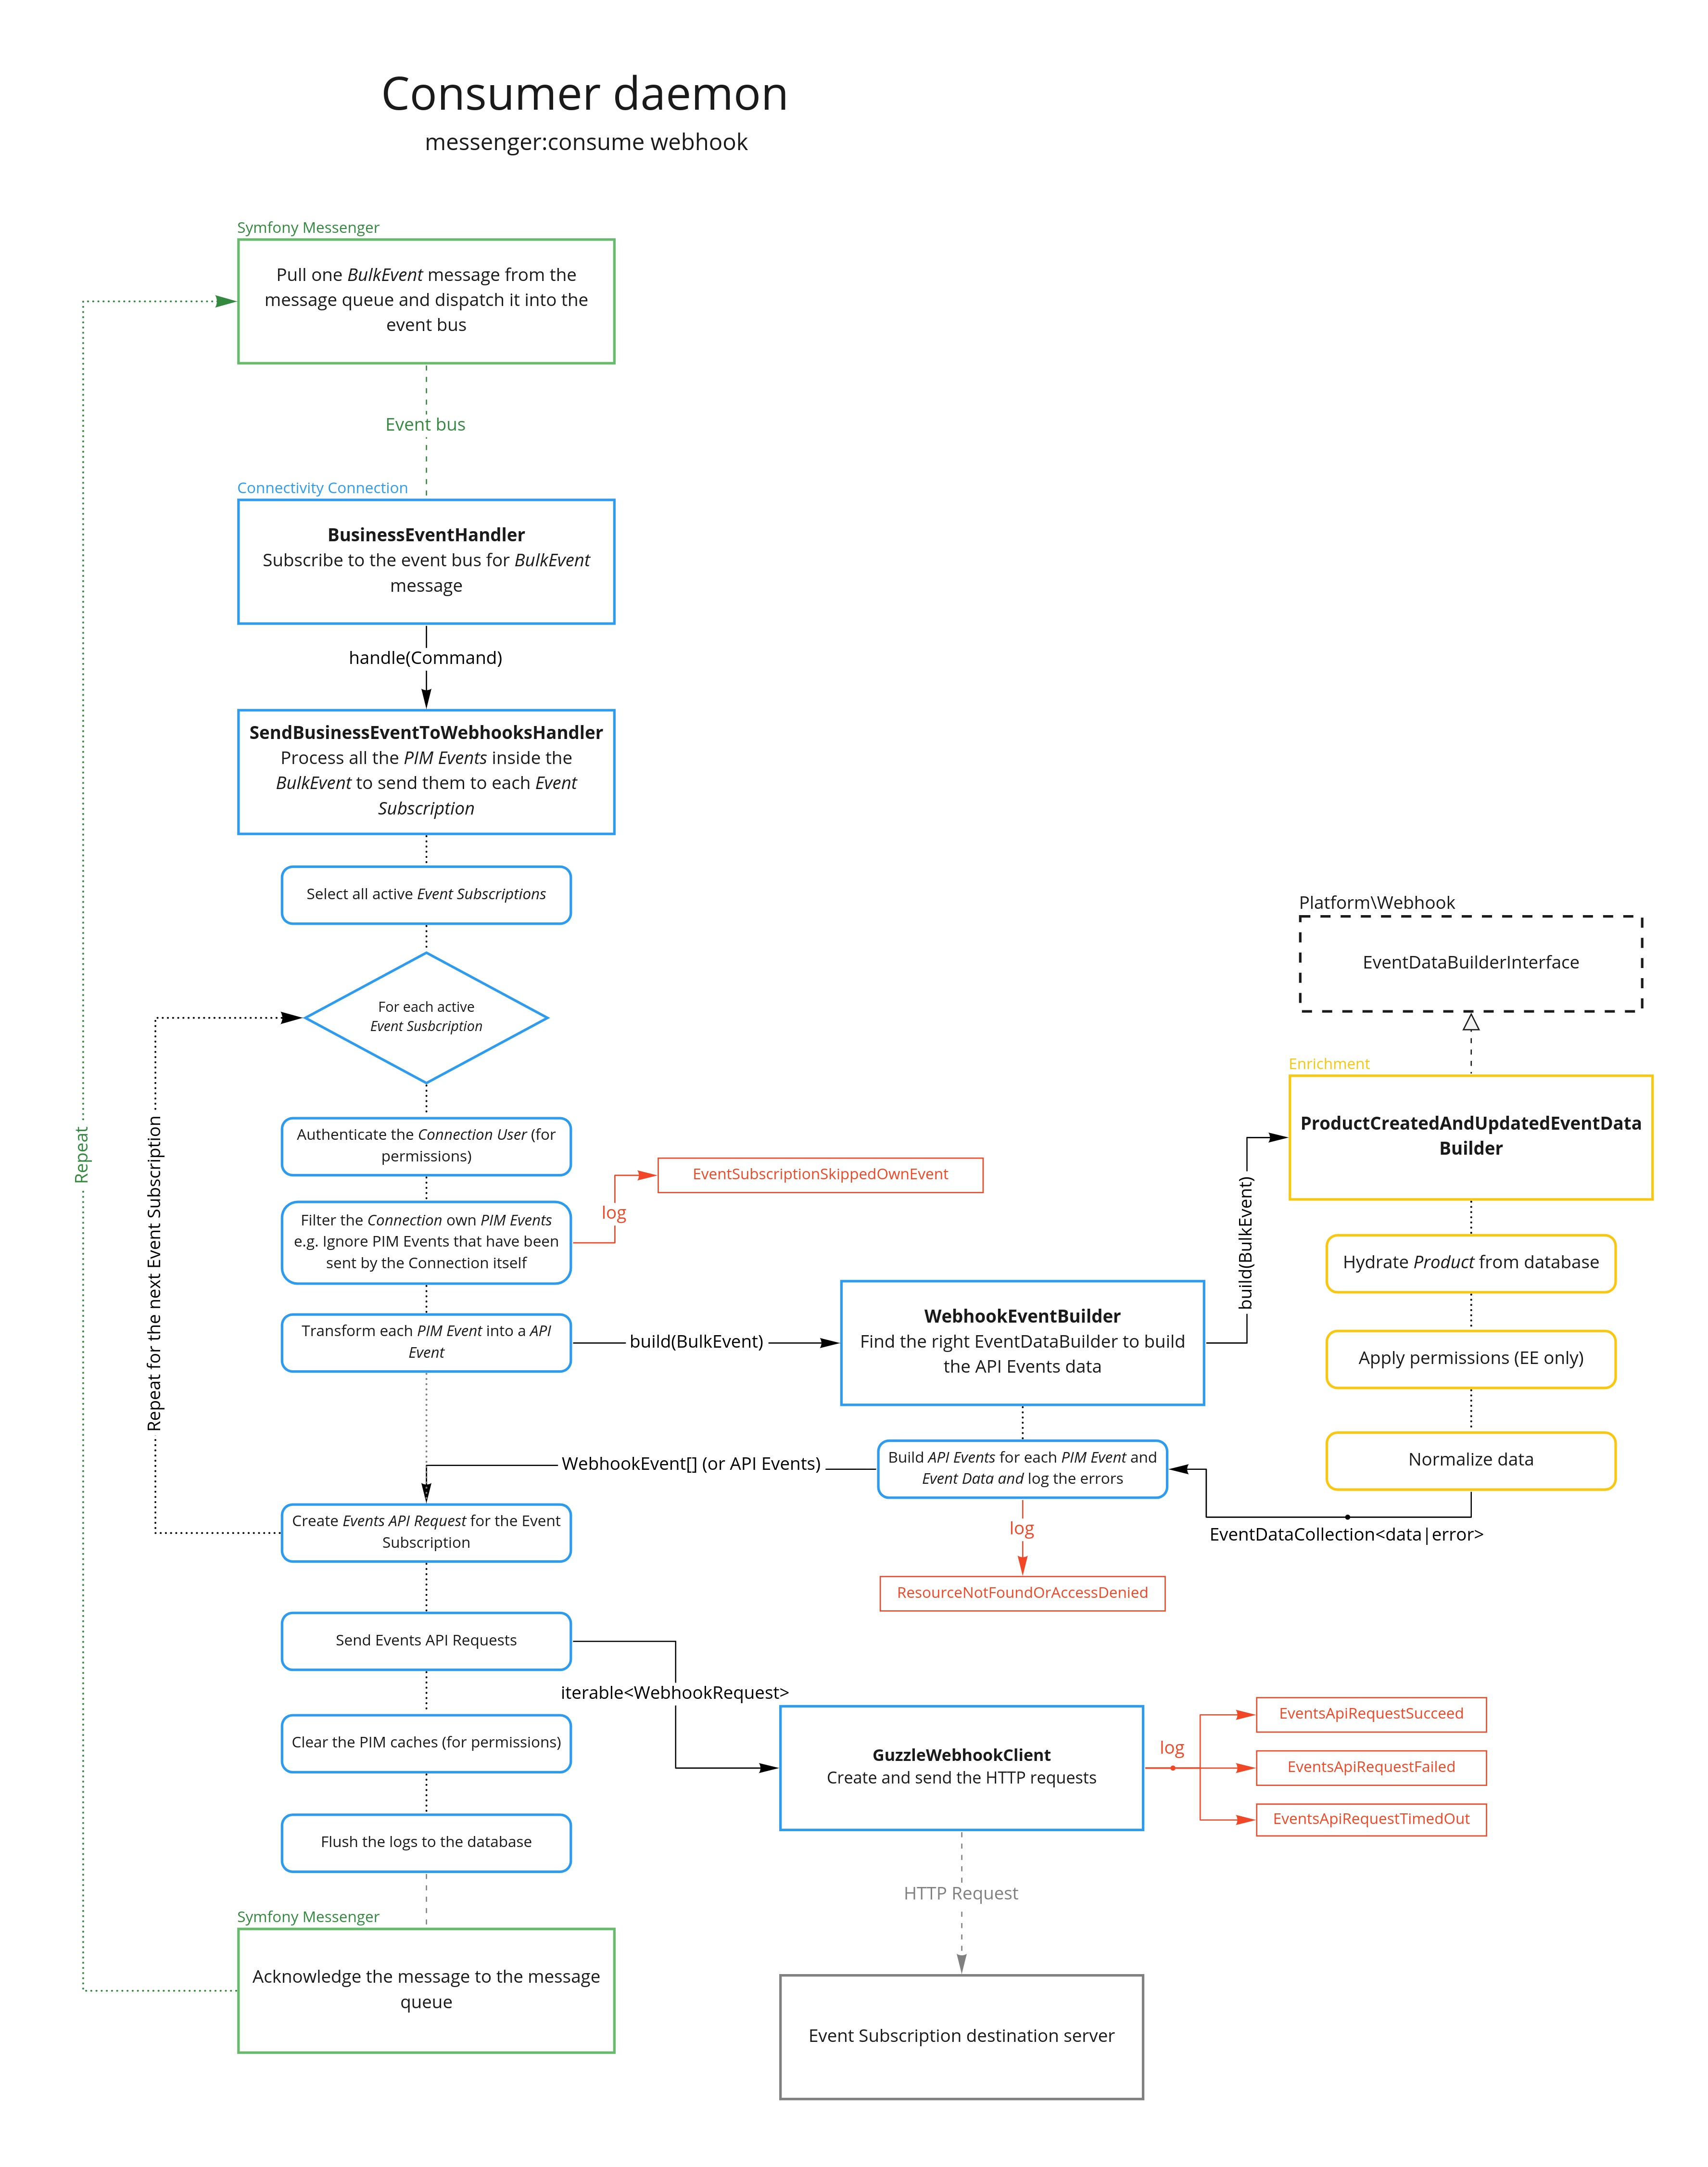 Consumer daemon
messenger:consume webhook
Symfony Messenger
Pull one BulkEvent message from the
message queue and dispatch it into the
event bus
Event bus
Connectivity Connection
BusinessEventHandler
Subscribe to the event bus for BulkEvent
message
handle(Command)
SendBusinessEventToWebhooksHandler
Process all the PIM Events inside the
BulkEvent to send them to each Event
Subscription
Select all active Event Subscriptions
For each active
Event Susbcription
Repeat for the next Event Subscription
Repeat
Authenticate the Connection User (for
permissions)
Filter the Connection own PIM Events
e.g. Ignore PIM Events that have been
sent by the Connection itself
log
EventSubscriptionSkippedOwnEvent
Transform each PIM Event into a API
Event
build(BulkEvent)
WebhookEventBuilder
Find the right EventDataBuilder to build
the API Events data
build(BulkEvent)
Platform\Webhook
EventDataBuilderInterface
Enrichment
ProductCreatedAndUpdatedEventData
Builder
Hydrate Product from database
Apply permissions (EE only)
Normalize data
EventDataCollection<data|error>
Build API Events for each PIM Event and
Event Data and log the errors
log
ResourceNotFoundOrAccessDenied
WebhookEvent[] (or API Events)
Create Events API Request for the Event
Subscription
Send Events API Requests
iterable<WebhookRequest>
GuzzleWebhookClient
Create and send the HTTP requests
log
EventsApiRequestSucceed
EventsApiRequestFailed
EventsApiRequestTimedOut
HTTP Request
Event Subscription destination server
Clear the PIM caches (for permissions)
Flush the logs to the database
Symfony Messenger
Acknowledge the message to the message
queue